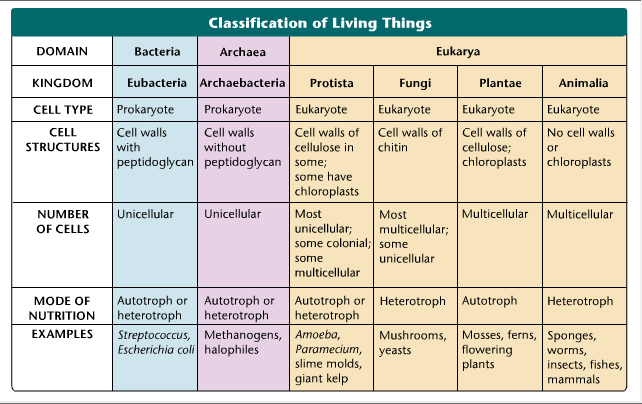 Classification of Living Things
DOMAIN Bacteria Archaea Eukarya
KINGDOM Eubacteria Archaebacteria Protista Fungi Plantae Animalia
CELL TYPE Prokaryote Prokaryote Eukaryote Eukaryote Eukaryote Eukaryote
CELL Cell walls Cell walls Cell walls of Cell walls of Cell walls of No cell walls
STRUCTURES with without cellulose in chitin cellulose; or
peptidoglycan peptidoglycan some; chloroplasts chloroplasts
some have
chloroplasts
NUMBER Unicellular Unicellular Most Most Multicellular Multicellular
OF CELLS unicellular; multicellular;
some colonial; some
some unicellular
multicellular
MODE OF Autotroph or Autotroph or Autotroph or Heterotroph Autotroph Heterotroph
NUTRITION heterotroph heterotroph heterotroph
EXAMPLES Streptococcus, Methanogens, Amoeba, Mushrooms, Mosses, ferns, Sponges,
Escherichia coli halophiles Paramecium, yeasts flowering worms,
slime molds, plants insects, fishes,
giant kelp mammals